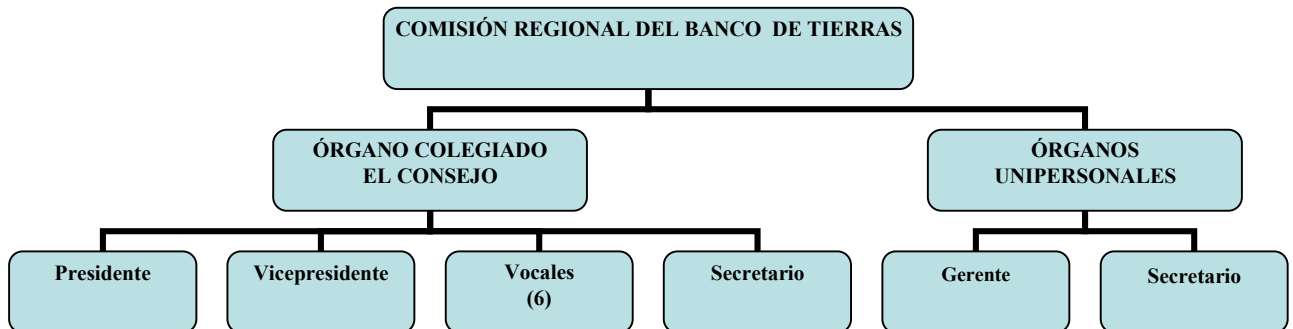 COMISIÓN REGIONAL DEL BANCO DE TIERRAS
ÓRGANO COLEGIADO
EL CONSEJO
ÓRGANOS
UNIPERSONALES
Presidente
Vicepresidente
Vocales
(6)
Secretario
Gerente
Secretario